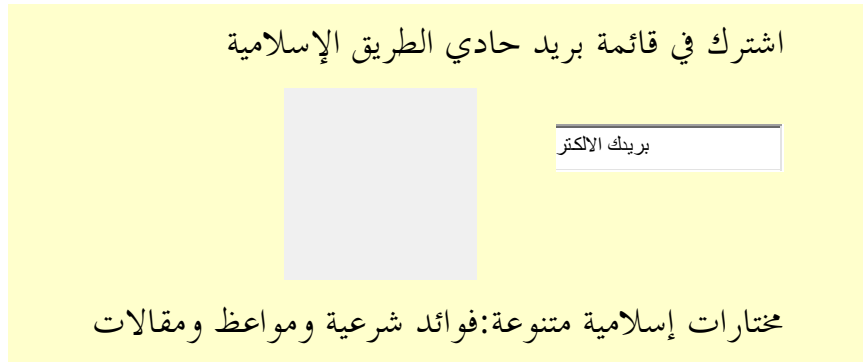 اشترك في قائمة بريد حادي الطريق الإسلامية
بريدك الالكتر
مختارات إسلامية متنوعة:فوائد شرعية ومواعظ ومقالات